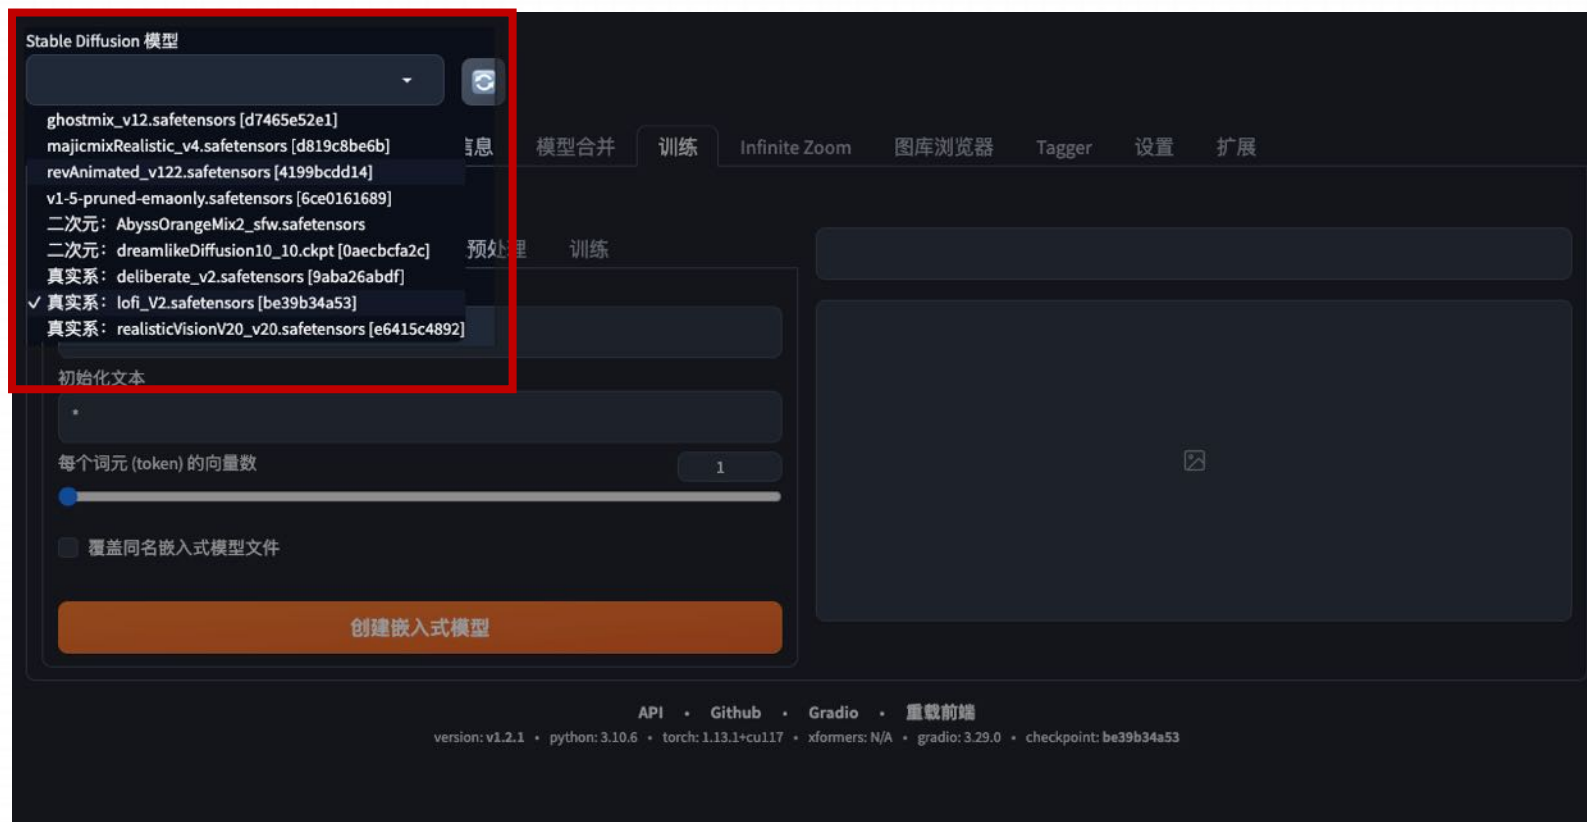 Stable Diffusion 模型
ghostmix_v12.safetensors [d7465e52e1]
majicmixRealistic_v4.safetensors [d819c8be6b]
revAnimated_v122.safetensors [4199bcdd14]
v1-5-pruned-emaonly.safetensors [6ce0161689]
二次元：AbyssOrangeMix2_sfw.safetensors
二次元：dreamlikeDiffusion10_10.ckpt [0aecbcfa2c]
真实系：deliberate_v2.safetensors [9aba26abdf]
✓ 真实系：lofi_V2.safetensors [be39b34a53]
真实系：realisticVisionV20_v20.safetensors [e6415c4892]
信息 模型合并 训练 Infinite Zoom 图库浏览器 Tagger 设置 扩展
预处理 训练
初始化文本
*
每个词元 (token) 的向量数 1
覆盖同名嵌入式模型文件
创建嵌入式模型
API • Github • Gradio • 重载前端
version: v1.2.1 • python: 3.10.6 • torch: 1.13.1+cu117 • xformers: N/A • gradio: 3.29.0 • checkpoint: be39b34a53